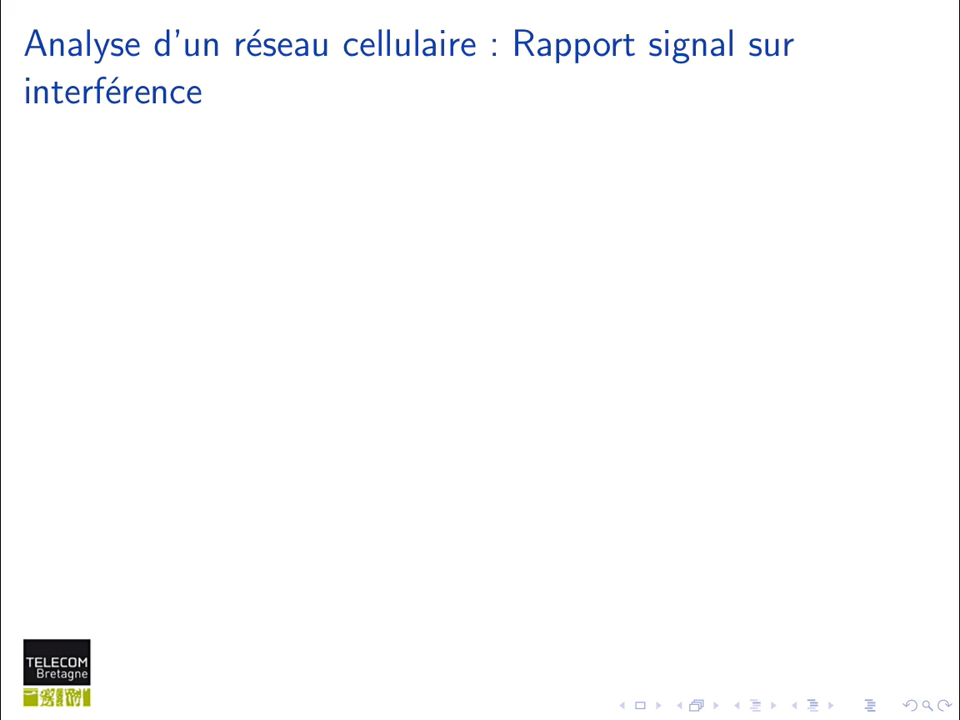 Analyse d'un réseau cellulaire : Rapport signal sur
interférence
TELECOM
Bretagne